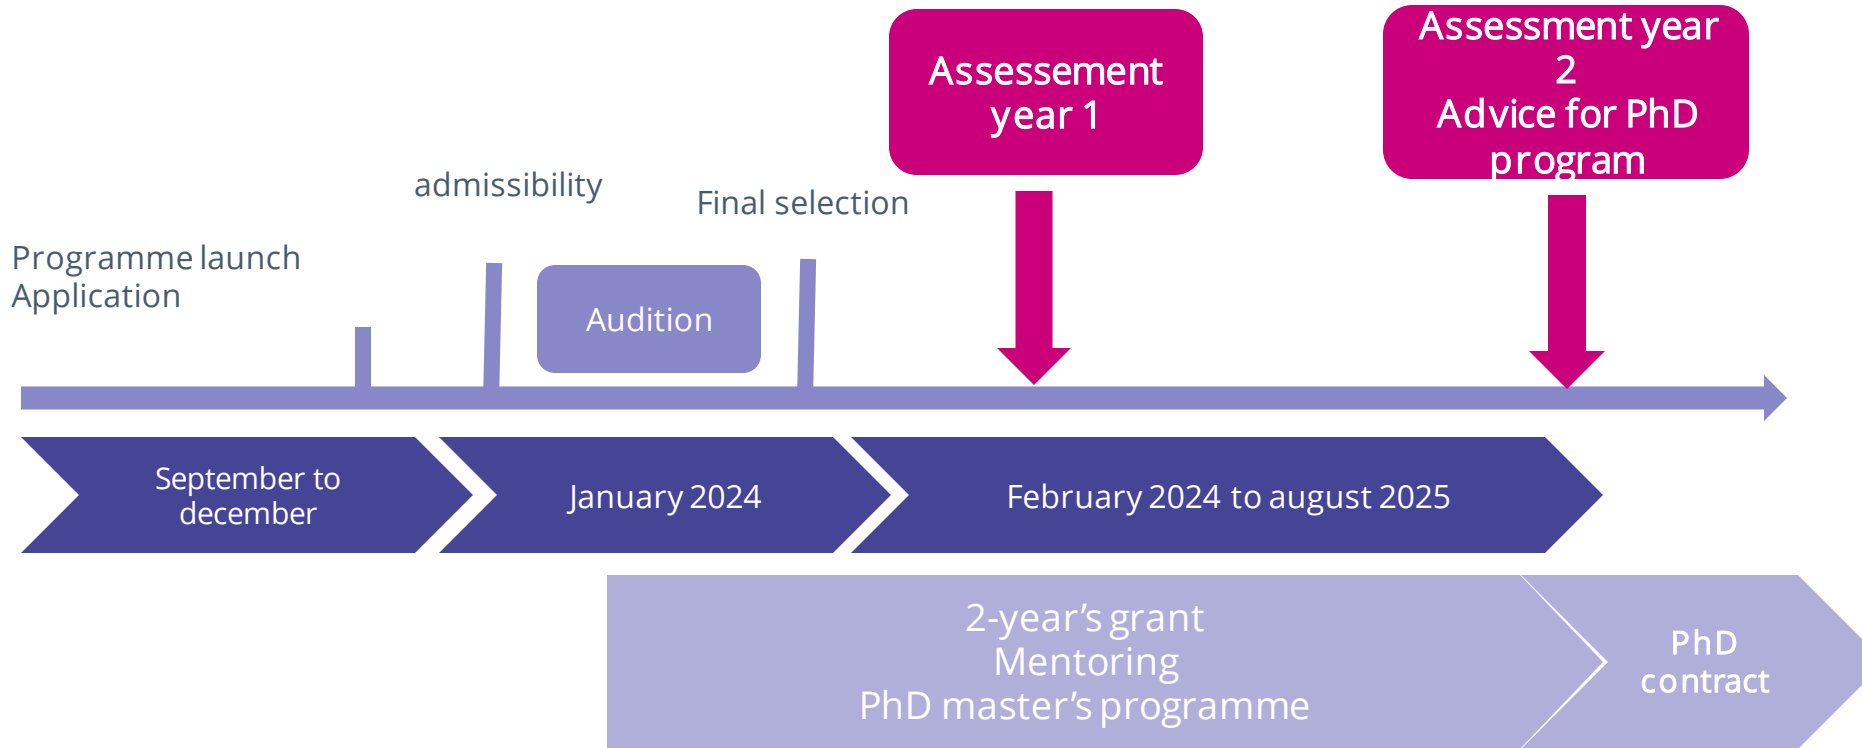 Assessement
year 1
Assessment year
2
Advice for PhD
program
admissibility
Final selection
Programme launch
Application
Audition
September to
december
January 2024
February 2024 to august 2025
2-year’s grant
Mentoring
PhD master’s programme
PhD
contract